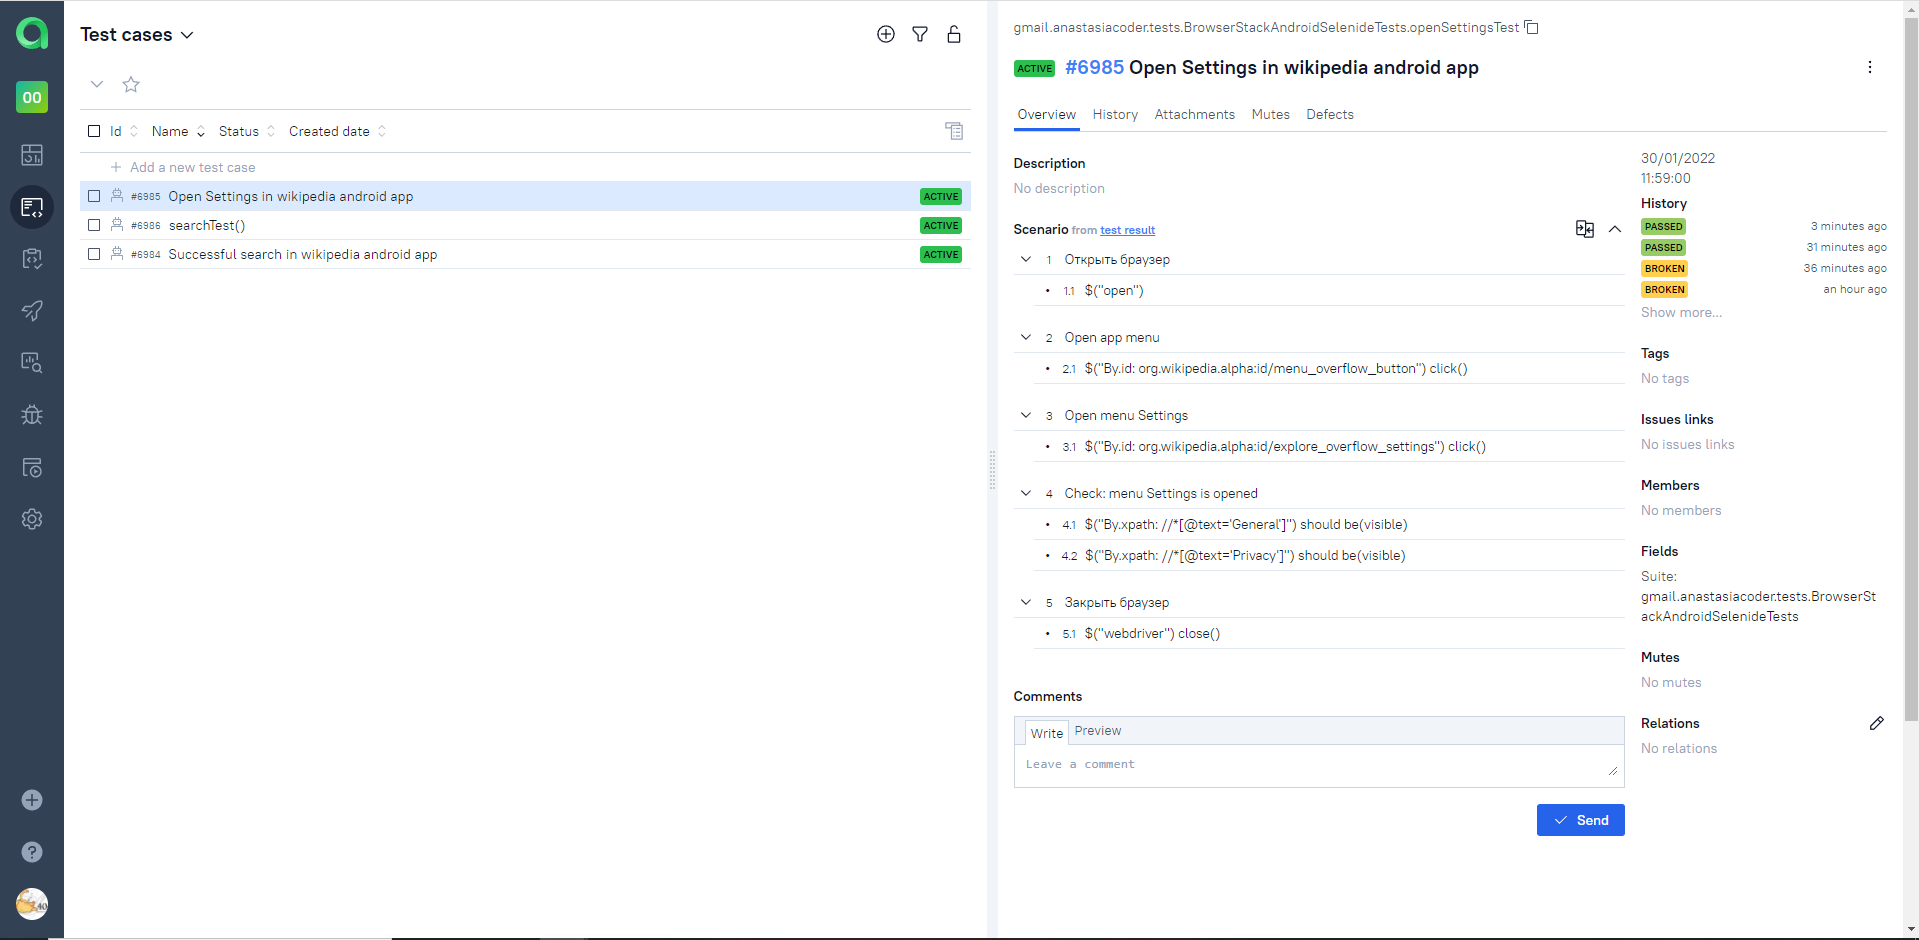 Test cases
00
Id Name Status Created date
Add a new test case
#6985 Open Settings in wikipedia android app ACTIVE
#6986 searchTest() ACTIVE
#6984 Successful search in wikipedia android app ACTIVE
gmail.anastasiacoder.tests.BrowserStackAndroidSelenideTests.openSettingsTest
ACTIVE #6985 Open Settings in wikipedia android app
Overview History Attachments Mutes Defects
Description
No description
Scenario from test result
1 Открыть браузер
• 1.1 $("open")
2 Open app menu
• 2.1 $("By.id: org.wikipedia.alpha:id/menu_overflow_button") click()
3 Open menu Settings
• 3.1 $("By.id: org.wikipedia.alpha:id/explore_overflow_settings") click()
4 Check: menu Settings is opened
• 4.1 $("By.xpath: //*[@text='General']") should be(visible)
• 4.2 $("By.xpath: //*[@text='Privacy']") should be(visible)
5 Закрыть браузер
• 5.1 $("webdriver") close()
Comments
Write Preview
Leave a comment
Send
30/01/2022
11:59:00
History
PASSED 3 minutes ago
PASSED 31 minutes ago
BROKEN 36 minutes ago
BROKEN an hour ago
Show more...
Tags
No tags
Issues links
No issues links
Members
No members
Fields
Suite:
gmail.anastasiacoder.tests.BrowserSt
ackAndroidSelenideTests
Mutes
No mutes
Relations
No relations